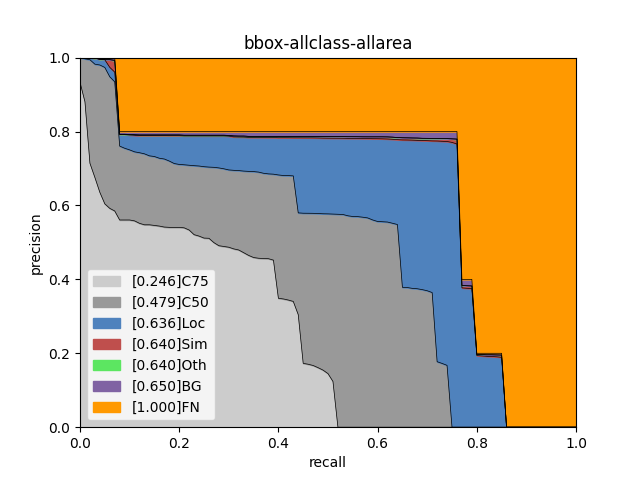 bbox-allclass-allarea
1.0
0.8
0.6
0.4
0.2
0.0
precision
[0.246]C75
[0.479]C50
[0.636]Loc
[0.640]Sim
[0.640]Oth
[0.650]BG
[1.000]FN
0.0 0.2 0.4 0.6 0.8 1.0
recall